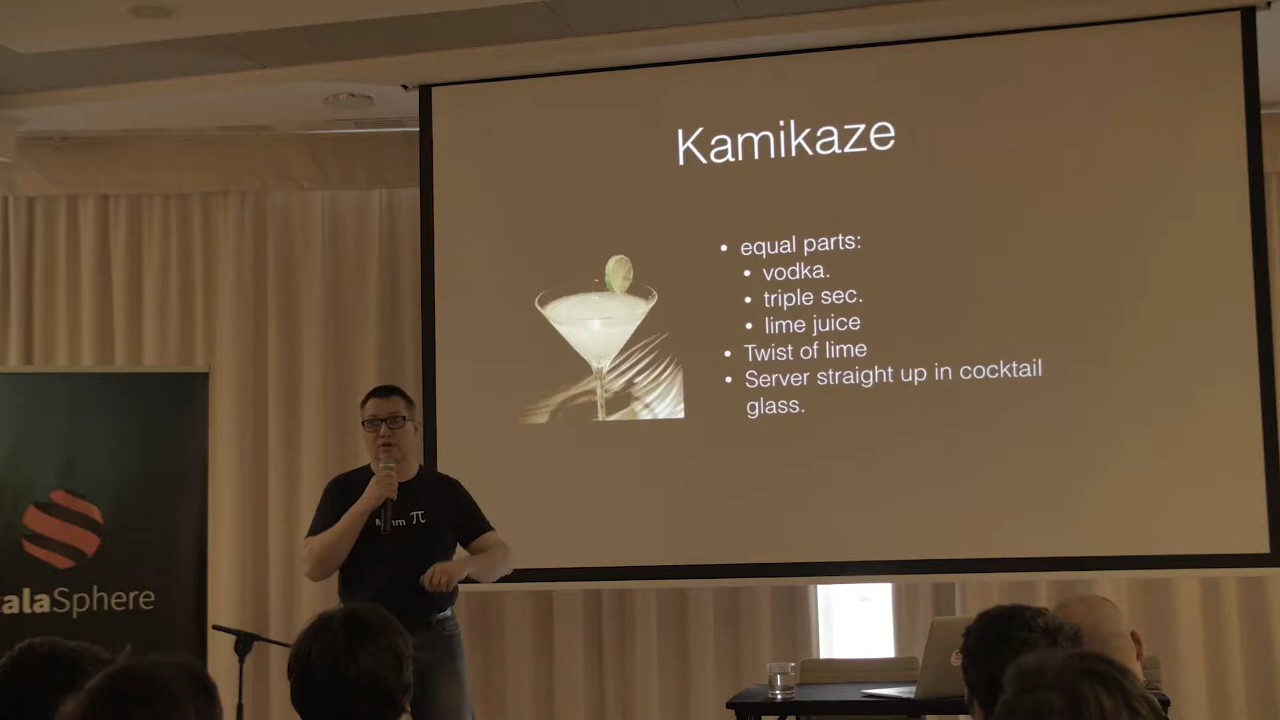 Kamikaze
• equal parts:
• vodka.
• triple sec.
• lime juice
• Twist of lime
• Server straight up in cocktail
glass.
π
alaSphere